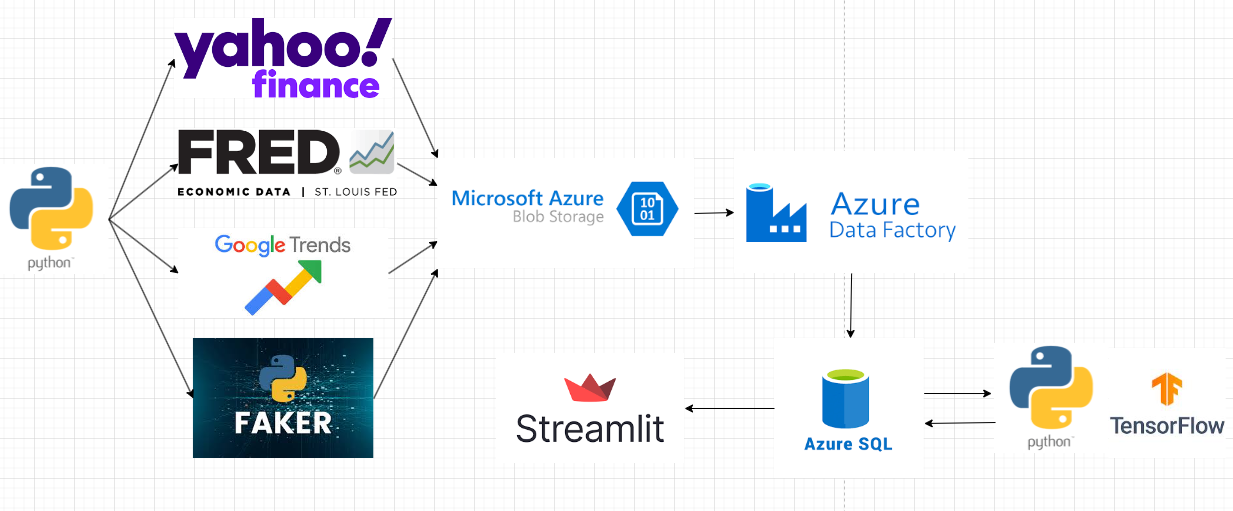 yahoo!
finance
FRED®
ECONOMIC DATA | ST. LOUIS FED
python™
Google Trends
FAKER
Microsoft Azure
Blob Storage
10
01
Azure
Data Factory
Streamlit
Azure SQL
python™
TensorFlow